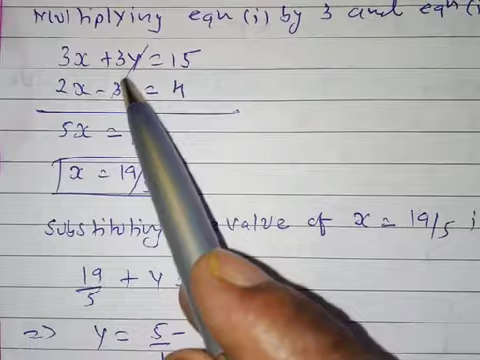 Multiplying eqn (i) by 3 and eqn (i
3x + 3y = 15
2x - 3 = 4
5x =
x = 19/
Substituting value of x = 19/5 i
19/5 + y =
=> y = 5 -